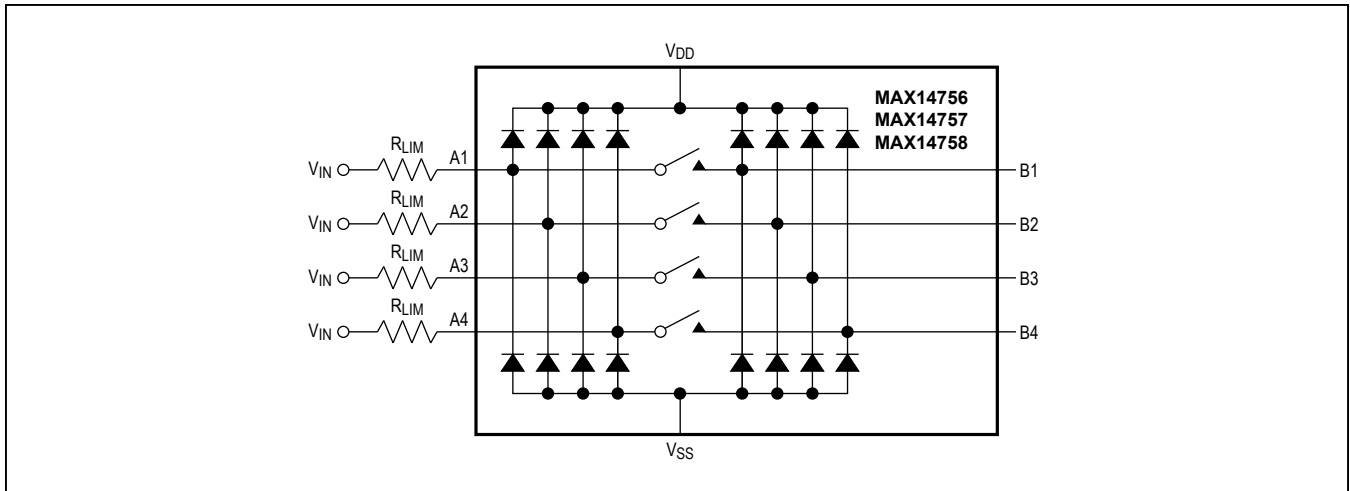 VDD
MAX14756
MAX14757
MAX14758
RLIM
VIN A1 B1
RLIM
VIN A2 B2
RLIM
VIN A3 B3
RLIM
VIN A4 B4
VSS